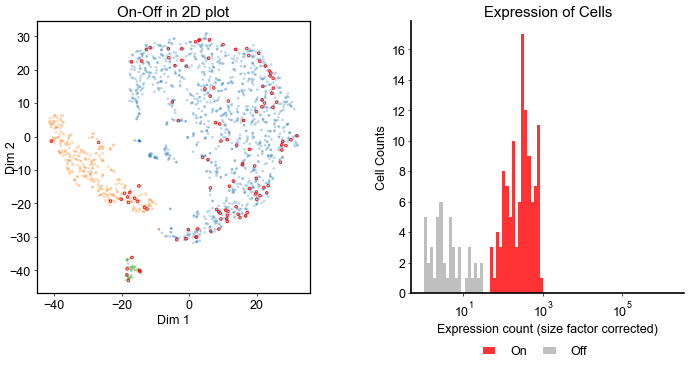 On-Off in 2D plot
30
20
10
0
−10
−20
−30
−40
Dim 2
−40 −20 0 20
Dim 1
Expression of Cells
16
14
12
10
8
6
4
2
0
Cell Counts
10^1 10^3 10^5
Expression count (size factor corrected)
On Off